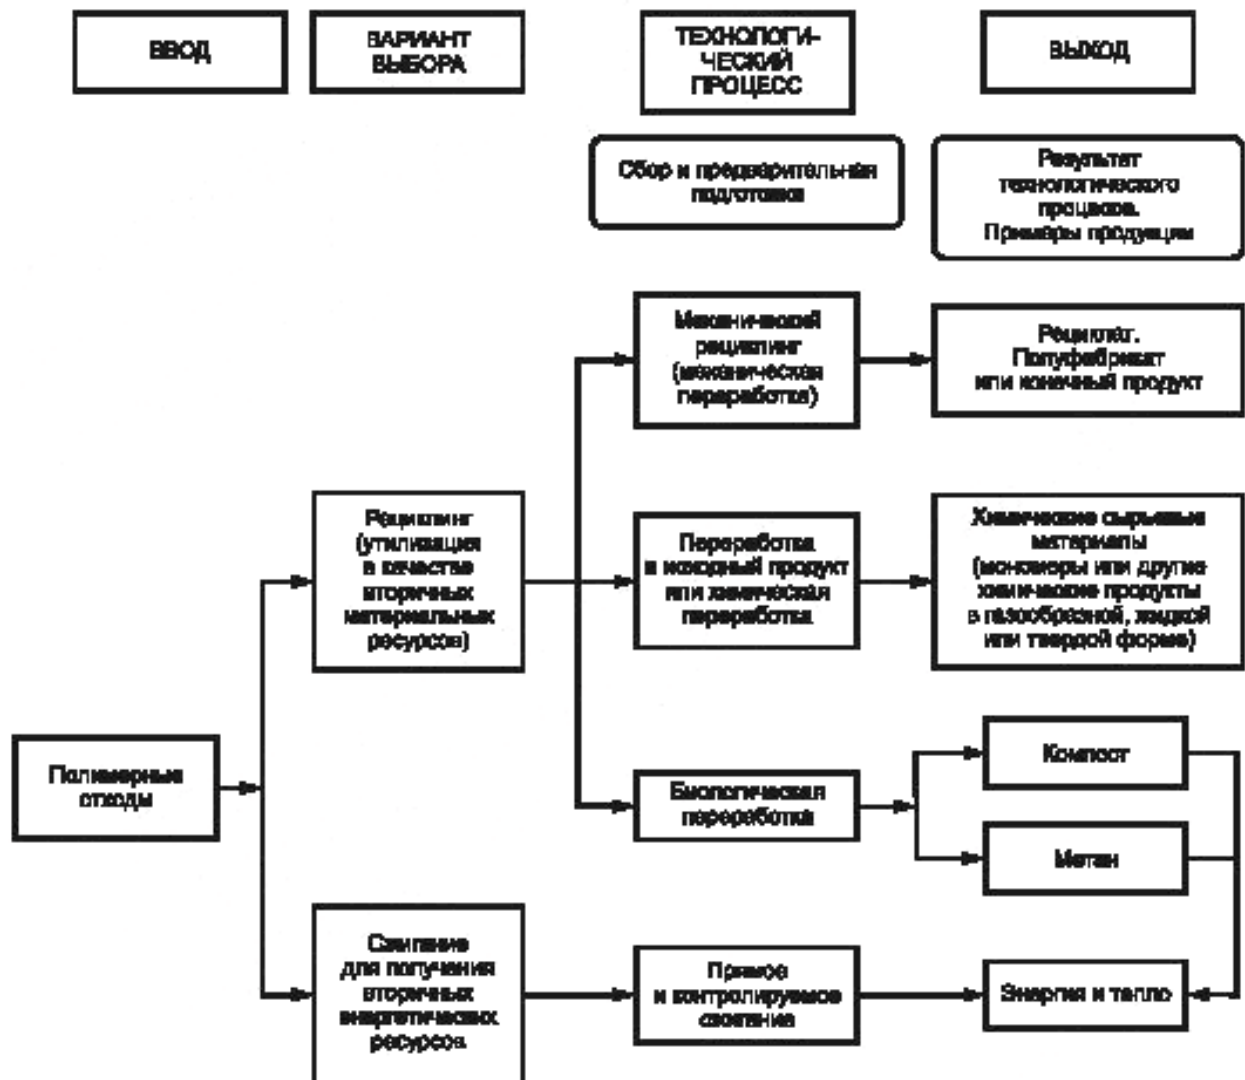 ВВОД
ВАРИАНТ
ВЫБОРА
ТЕХНОЛОГИ-
ЧЕСКИЙ
ПРОЦЕСС
ВЫХОД
Сбор и предварительная
подготовка
Результат
технологического
процесса.
Примеры продукции
Механический
рециклинг
(механическая
переработка)
Рециклат.
Полуфабрикат
или конечный продукт
Рециклинг
(утилизация
в качестве
вторичных
материальных
ресурсов)
Переработка
в исходный продукт
или химическая
переработка
Химические сырьевые
материалы
(мономеры или другие
химические продукты
в газообразной, жидкой
или твердой форме)
Полимерные
отходы
Биологическая
переработка
Компост
Метан
Сжигание
для получения
вторичных
энергетических
ресурсов
Прямое
и контролируемое
сжигание
Энергия и тепло